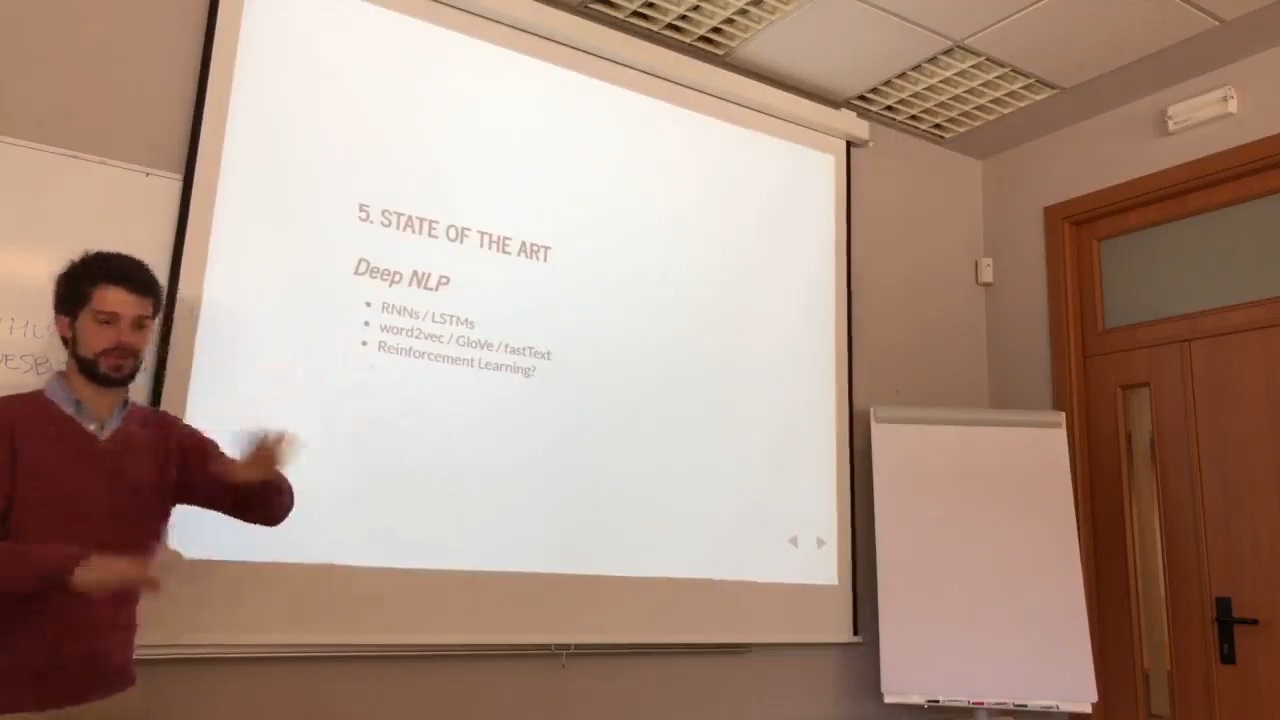 5. STATE OF THE ART
Deep NLP
RNNs / LSTMs
word2vec / GloVe / fastText
Reinforcement Learning?